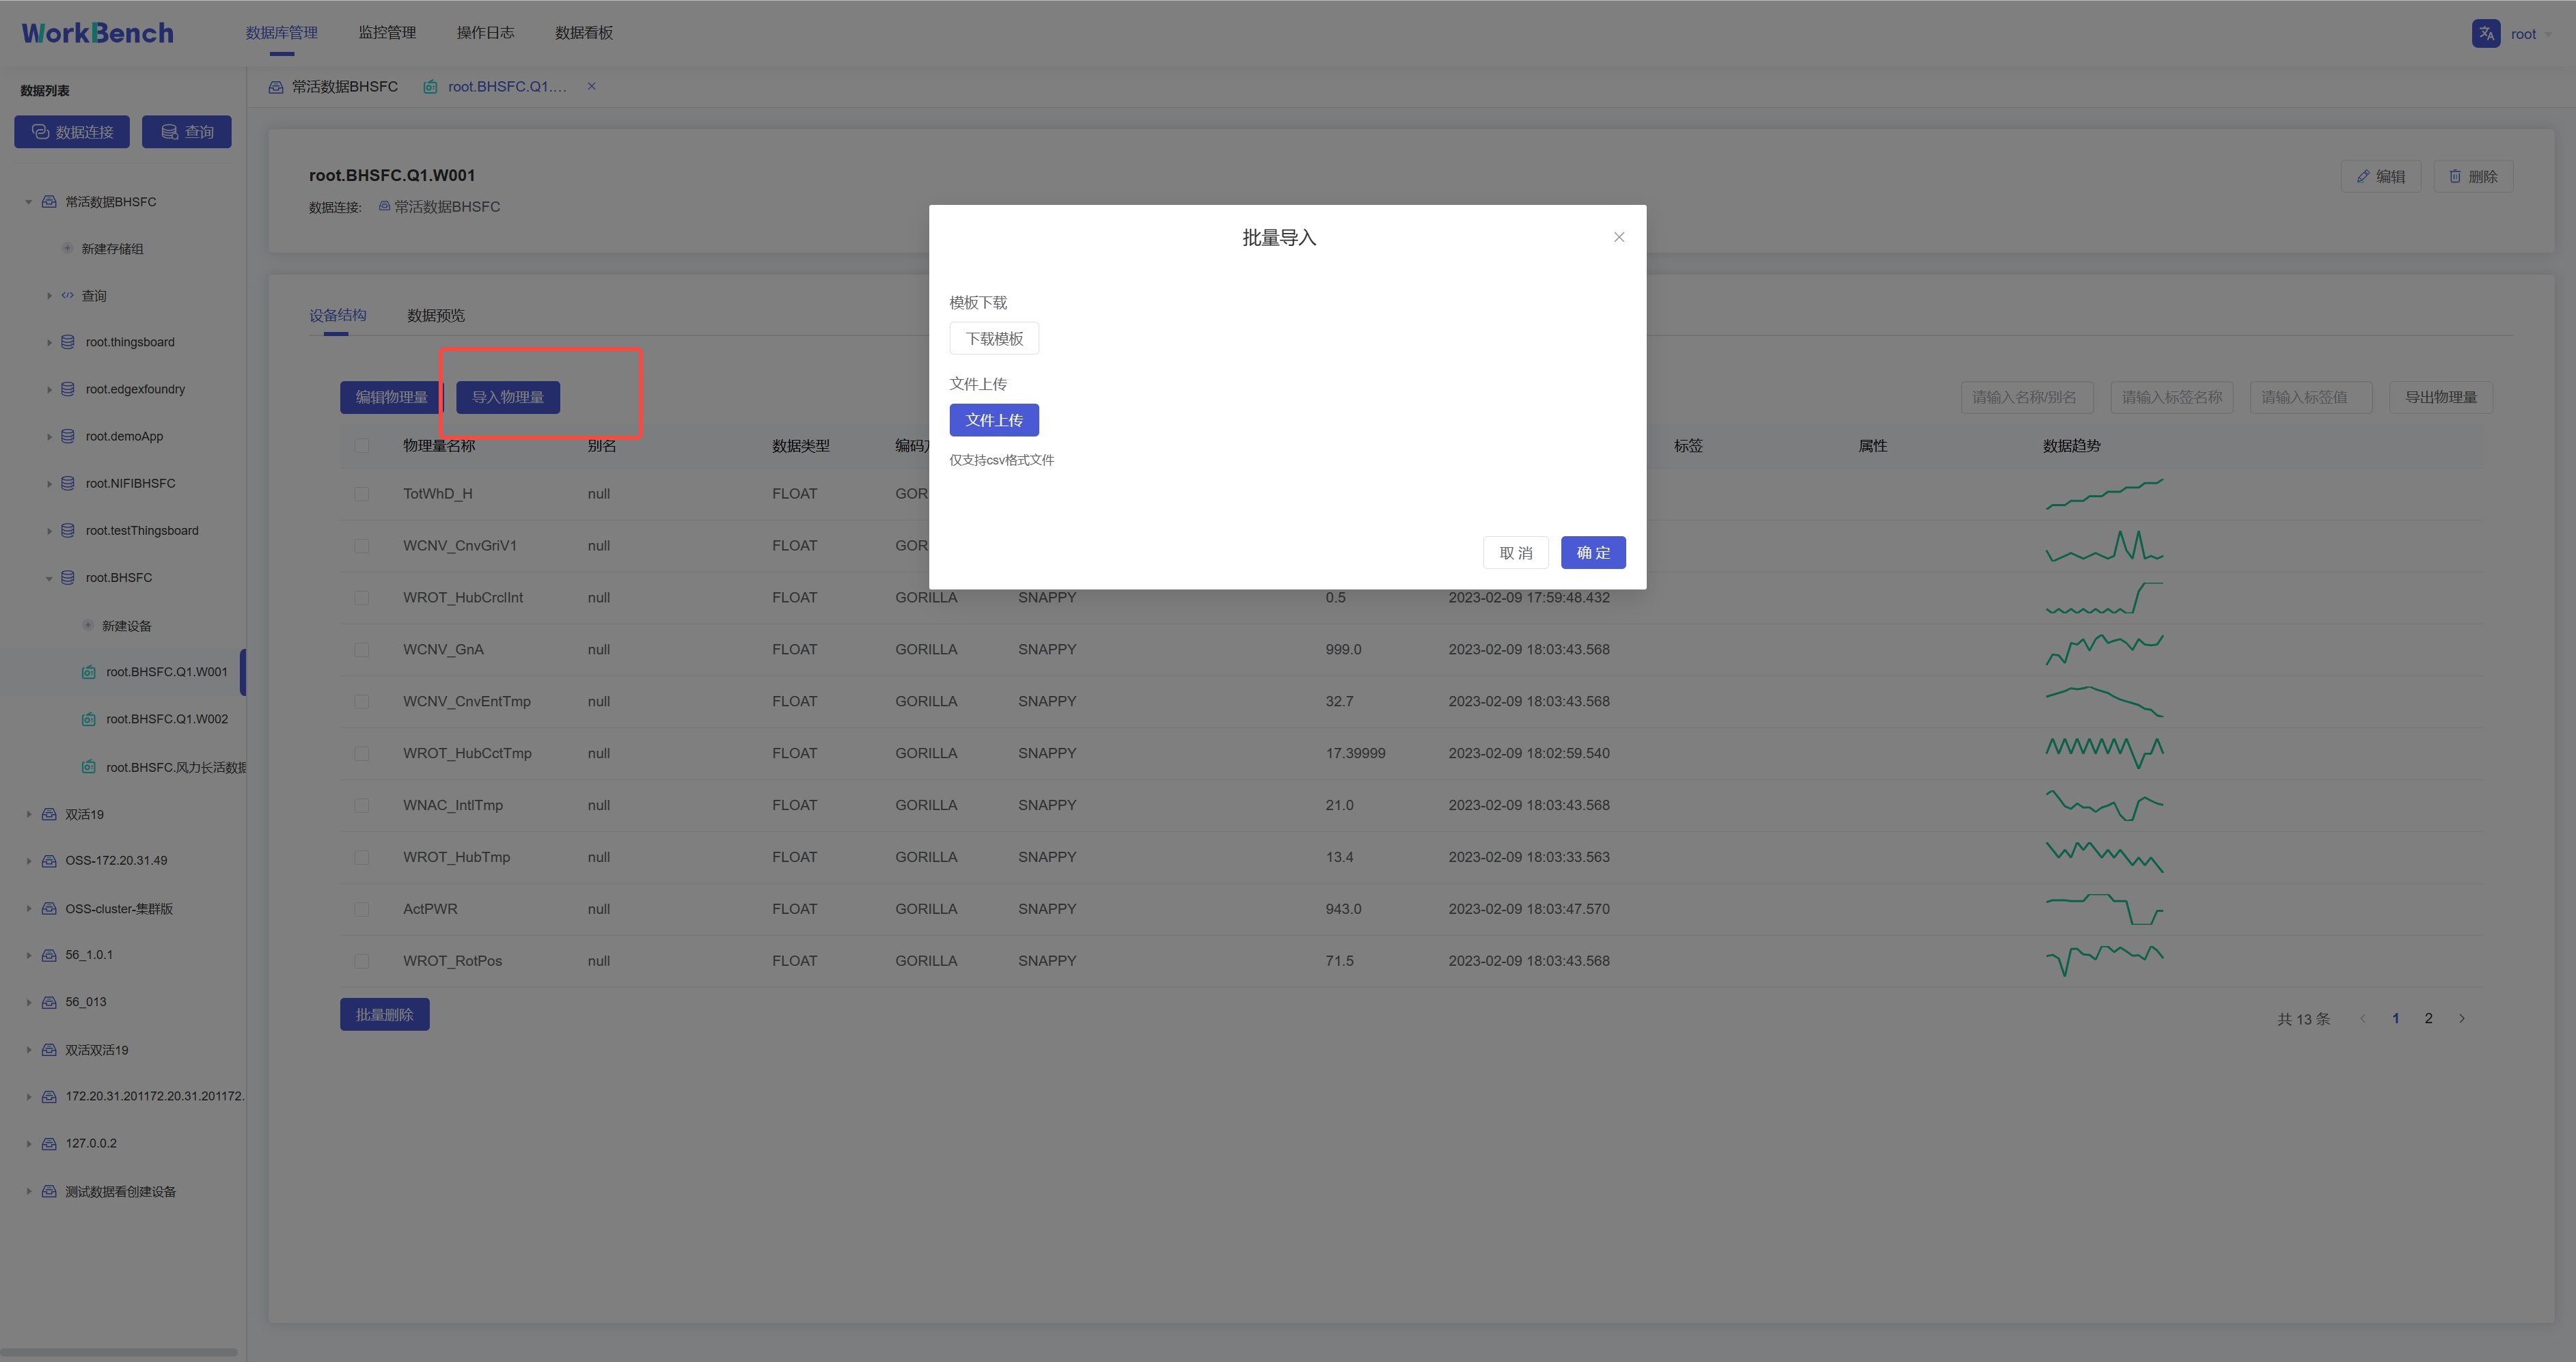 WorkBench 数据库管理 监控管理 操作日志 数据看板 root
数据列表
数据连接 查询
常活数据BHSFC
新建存储组
查询
root.thingsboard
root.edgexfoundry
root.demoApp
root.NIFIBHSFC
root.testThingsboard
root.BHSFC
新建设备
root.BHSFC.Q1.W001
root.BHSFC.Q1.W002
root.BHSFC.风力长活数据
双活19
OSS-172.20.31.49
OSS-cluster-集群版
56_1.0.1
56_013
双活双活19
172.20.31.201172.20.31.201172.
127.0.0.2
测试数据看创建设备
常活数据BHSFC root.BHSFC.Q1....
root.BHSFC.Q1.W001
编辑 删除
数据连接: 常活数据BHSFC
设备结构 数据预览
编辑物理量 导入物理量 请输入名称/别名 请输入标签名称 请输入标签值 导出物理量
物理量名称 别名 数据类型 编码 标签 属性 数据趋势
TotWhD_H null FLOAT GOR
WCNV_CnvGriV1 null FLOAT GOR
WROT_HubCrclInt null FLOAT GORILLA SNAPPY 0.5 2023-02-09 17:59:48.432
WCNV_GnA null FLOAT GORILLA SNAPPY 999.0 2023-02-09 18:03:43.568
WCNV_CnvEntTmp null FLOAT GORILLA SNAPPY 32.7 2023-02-09 18:03:43.568
WROT_HubCctTmp null FLOAT GORILLA SNAPPY 17.39999 2023-02-09 18:02:59.540
WNAC_IntlTmp null FLOAT GORILLA SNAPPY 21.0 2023-02-09 18:03:43.568
WROT_HubTmp null FLOAT GORILLA SNAPPY 13.4 2023-02-09 18:03:33.563
ActPWR null FLOAT GORILLA SNAPPY 943.0 2023-02-09 18:03:47.570
WROT_RotPos null FLOAT GORILLA SNAPPY 71.5 2023-02-09 18:03:43.568
批量删除
共 13 条 1 2
批量导入
模板下载
下载模板
文件上传
文件上传
仅支持csv格式文件
取 消 确 定